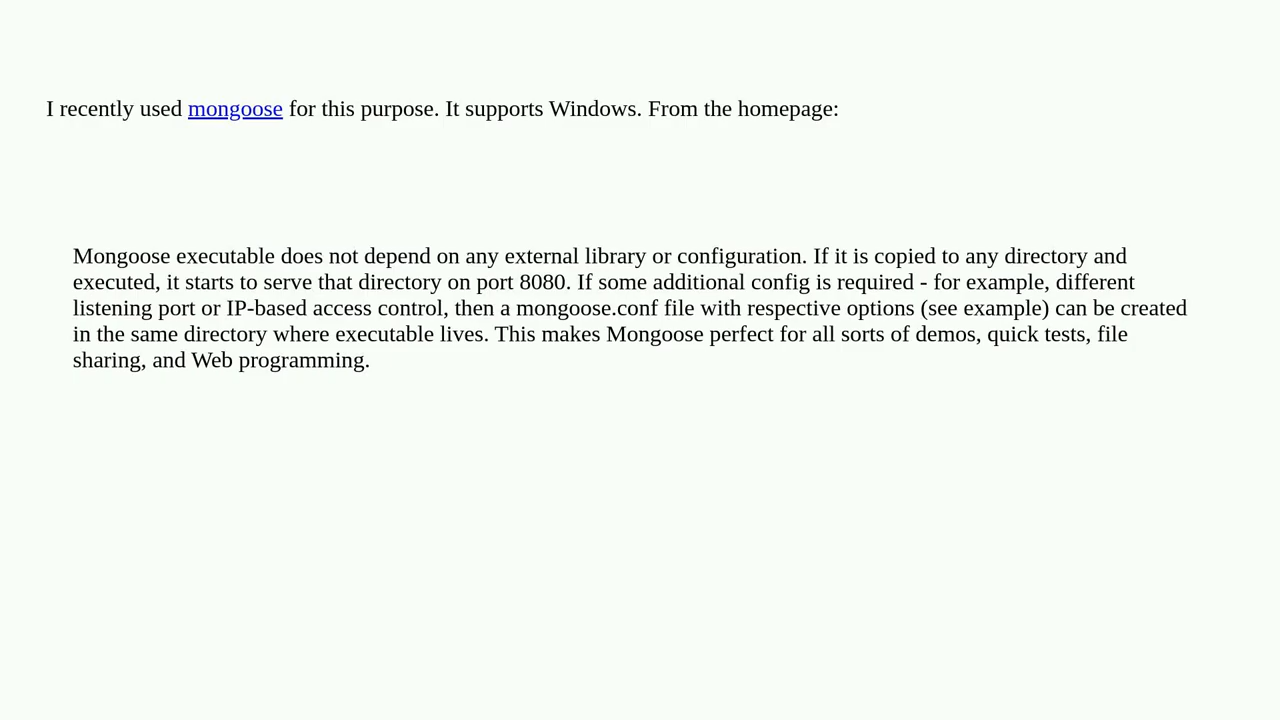 I recently used mongoose for this purpose. It supports Windows. From the homepage:
Mongoose executable does not depend on any external library or configuration. If it is copied to any directory and
executed, it starts to serve that directory on port 8080. If some additional config is required - for example, different
listening port or IP-based access control, then a mongoose.conf file with respective options (see example) can be created
in the same directory where executable lives. This makes Mongoose perfect for all sorts of demos, quick tests, file
sharing, and Web programming.